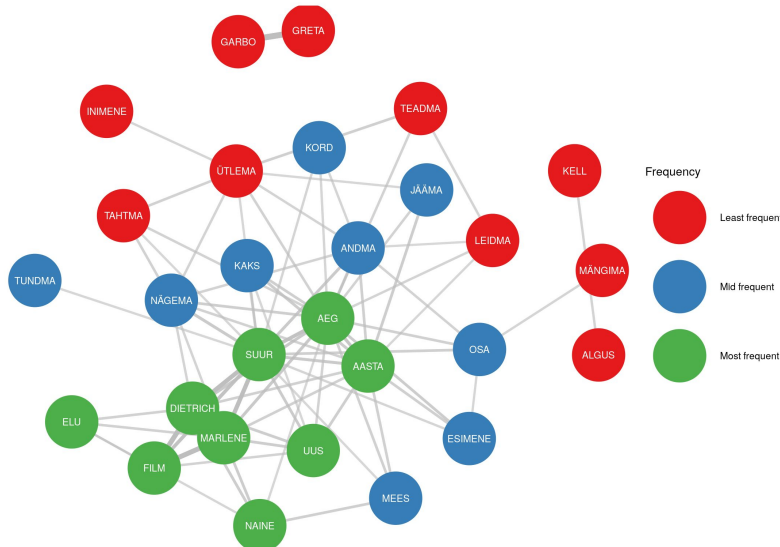 GRETA
GARBO
INIMENE
TEADMA
KORD
ÜTLEMA
KELL
Frequency
JÄÄMA
TAHTMA
Least frequen
LEIDMA
ANDMA
KAKS
MÄNGIMA
TUNDMA
Mid frequent
NÄGEMA
AEG
OSA
SUUR
ALGUS
Most frequent
AASTA
DIETRICH
ELU
MARLENE
ESIMENE
UUS
FILM
MEES
NAINE